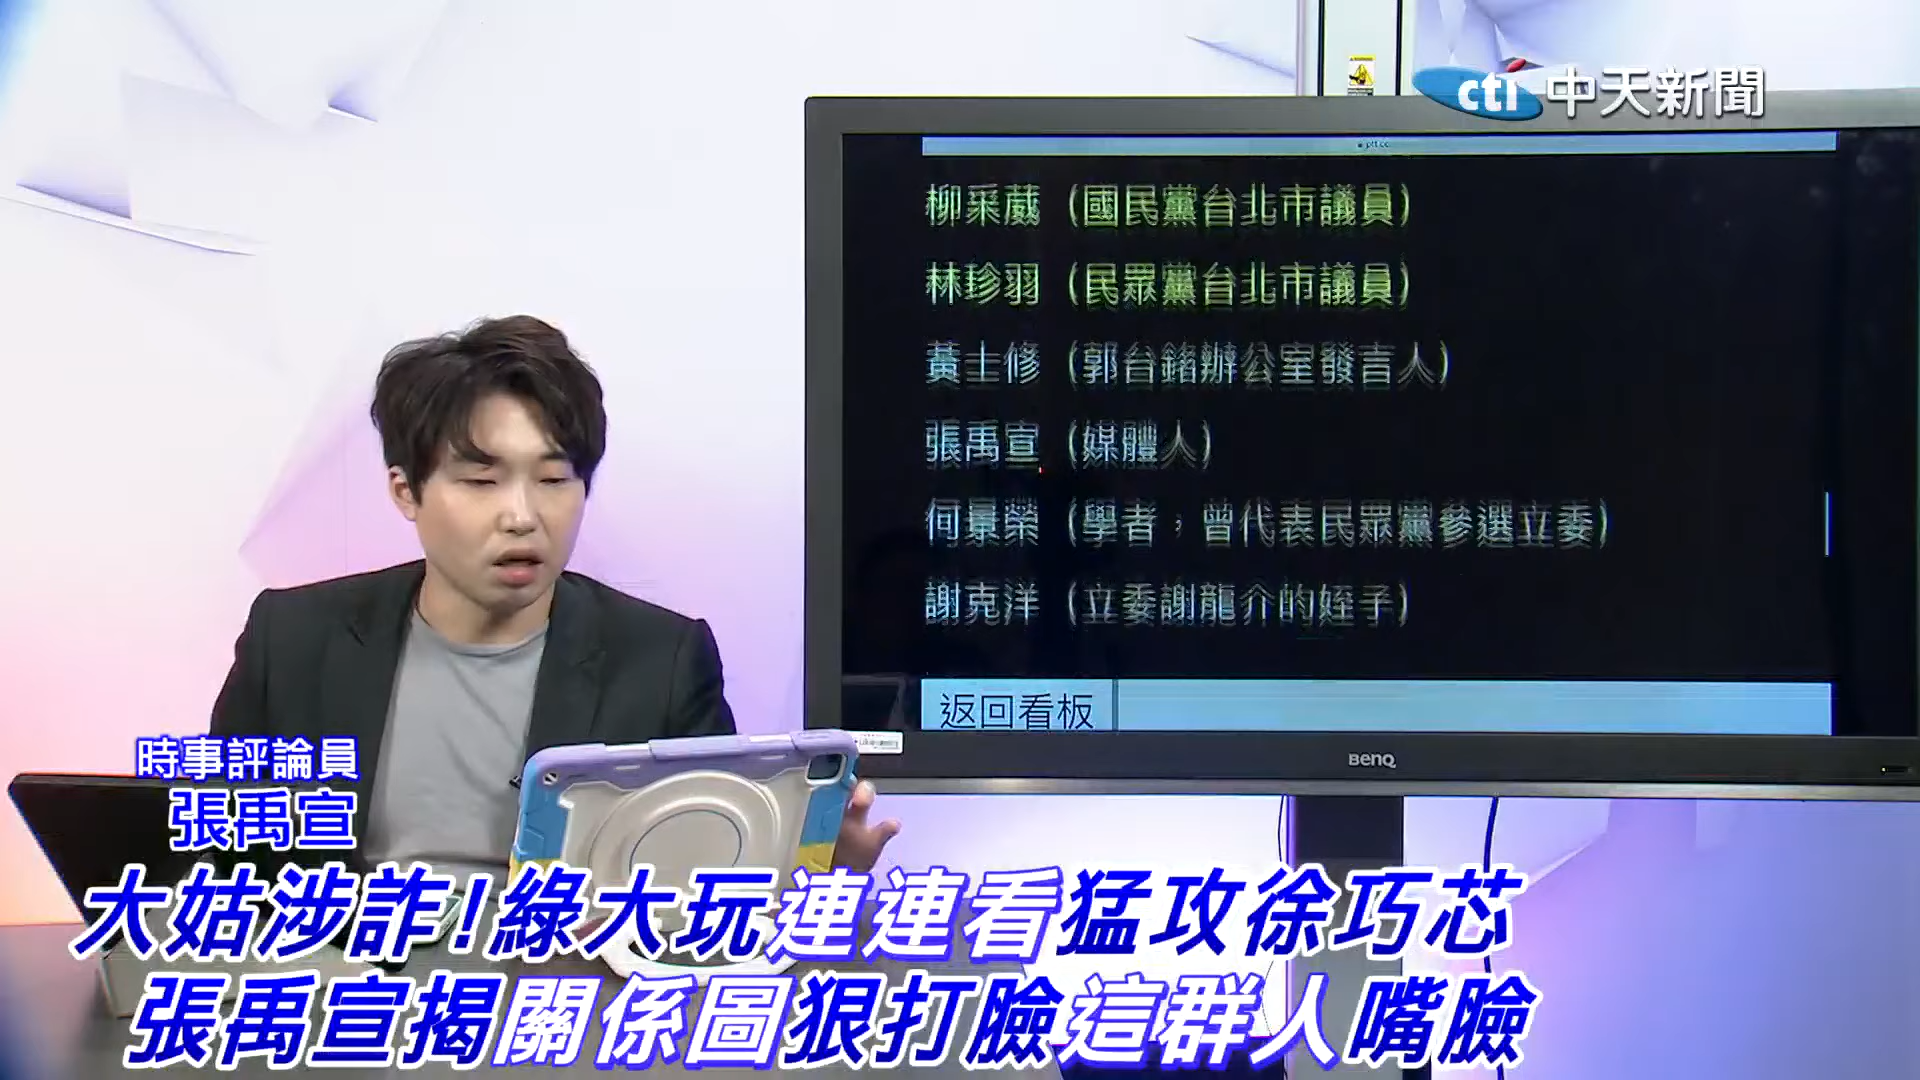 cti 中天新聞
ptt.cc
柳采葳（國民黨台北市議員）
林珍羽（民眾黨台北市議員）
黃士修（郭台銘辦公室發言人）
張禹宣（媒體人）
何景榮（學者，曾代表民眾黨參選立委）
謝克洋（立委謝龍介的姪子）
返回看板
BenQ
時事評論員
張禹宣
大姑涉詐!綠大玩連連看猛攻徐巧芯
張禹宣揭關係圖狠打臉這群人嘴臉